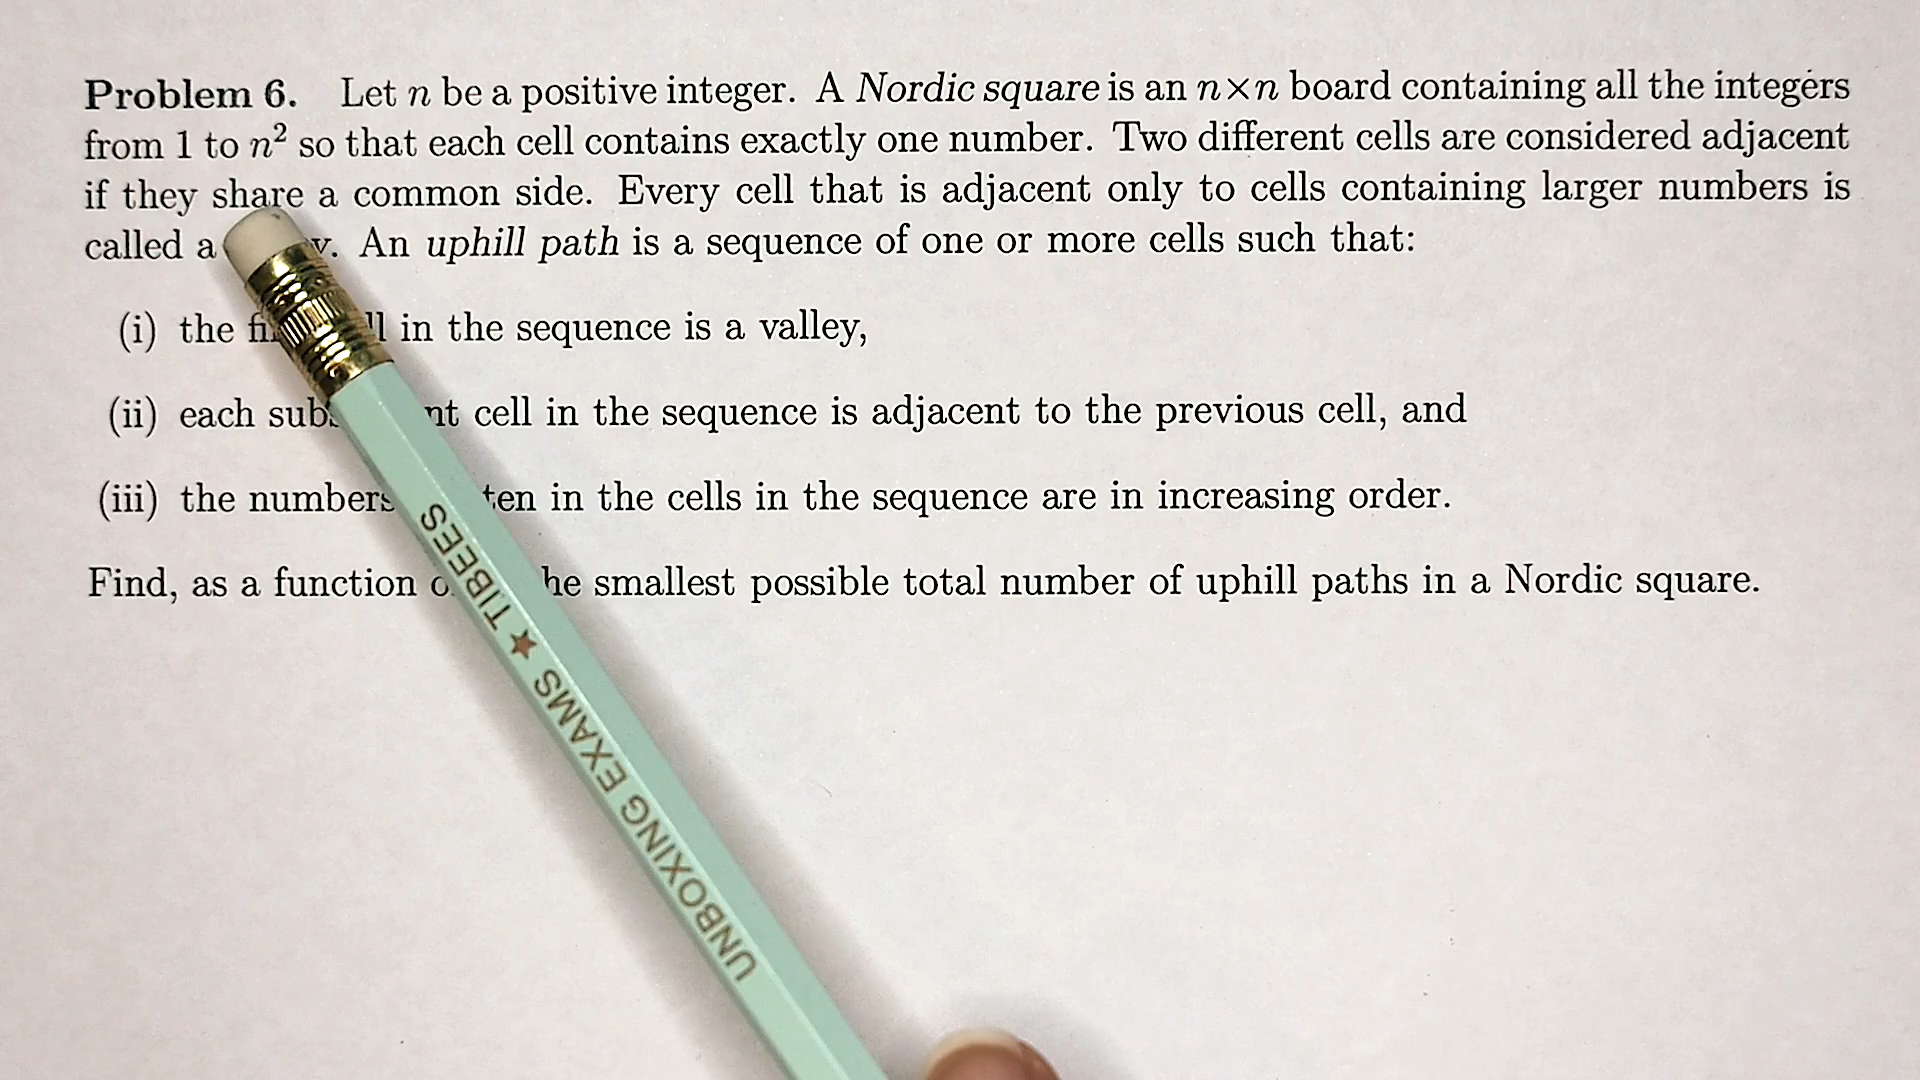 Problem 6. Let n be a positive integer. A Nordic square is an n×n board containing all the integers
from 1 to n² so that each cell contains exactly one number. Two different cells are considered adjacent
if they share a common side. Every cell that is adjacent only to cells containing larger numbers is
called a An uphill path is a sequence of one or more cells such that:
(i) the in the sequence is a valley,
(ii) each cell in the sequence is adjacent to the previous cell, and
(iii) the numbers in the cells in the sequence are in increasing order.
Find, as a function smallest possible total number of uphill paths in a Nordic square.
UNBOXING EXAMS ★ TIBEES